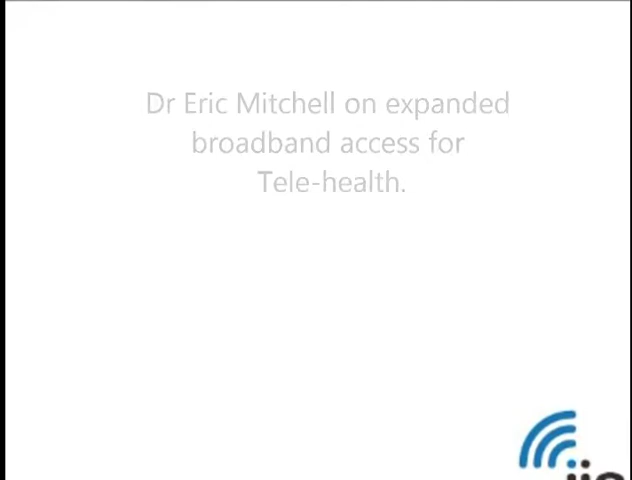 Dr Eric Mitchell on expanded
broadband access for
Tele-health.